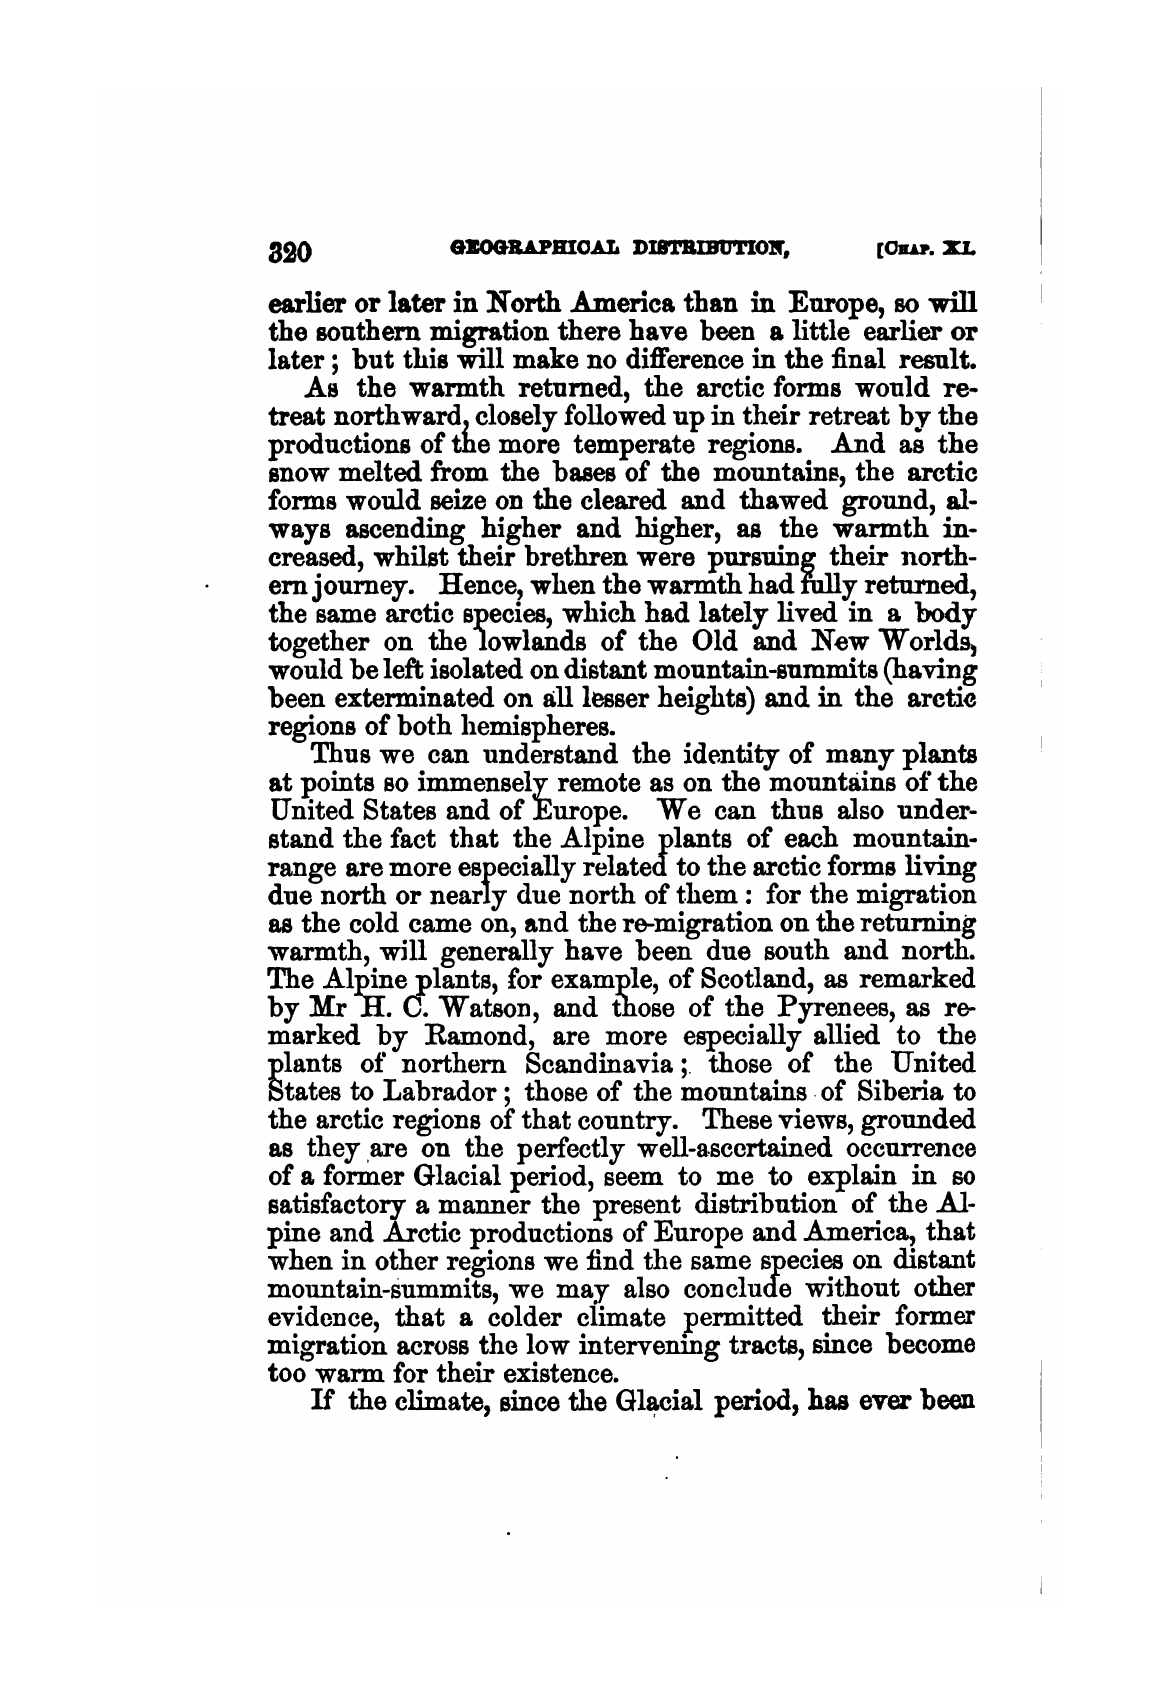 320 GEOGRAPHICAL DISTRIBUTION, [CHAP. XI.
earlier or later in North America than in Europe, so will
the southern migration there have been a little earlier or
later ; but this will make no difference in the final result.
As the warmth returned, the arctic forms would re-
treat northward, closely followed up in their retreat by the
productions of the more temperate regions. And as the
snow melted from the bases of the mountains, the arctic
forms would seize on the cleared and thawed ground, al-
ways ascending higher and higher, as the warmth in-
creased, whilst their brethren were pursuing their north-
ern journey. Hence, when the warmth had fully returned,
the same arctic species, which had lately lived in a body
together on the lowlands of the Old and New Worlds,
would be left isolated on distant mountain-summits (having
been exterminated on all lesser heights) and in the arctic
regions of both hemispheres.
Thus we can understand the identity of many plants
at points so immensely remote as on the mountains of the
United States and of Europe. We can thus also under-
stand the fact that the Alpine plants of each mountain-
range are more especially related to the arctic forms living
due north or nearly due north of them : for the migration
as the cold came on, and the re-migration on the returning
warmth, will generally have been due south and north.
The Alpine plants, for example, of Scotland, as remarked
by Mr H. C. Watson, and those of the Pyrenees, as re-
marked by Ramond, are more especially allied to the
plants of northern Scandinavia ; those of the United
States to Labrador ; those of the mountains of Siberia to
the arctic regions of that country. These views, grounded
as they are on the perfectly well-ascertained occurrence
of a former Glacial period, seem to me to explain in so
satisfactory a manner the present distribution of the Al-
pine and Arctic productions of Europe and America, that
when in other regions we find the same species on distant
mountain-summits, we may also conclude without other
evidence, that a colder climate permitted their former
migration across the low intervening tracts, since become
too warm for their existence.
If the climate, since the Glacial period, has ever been